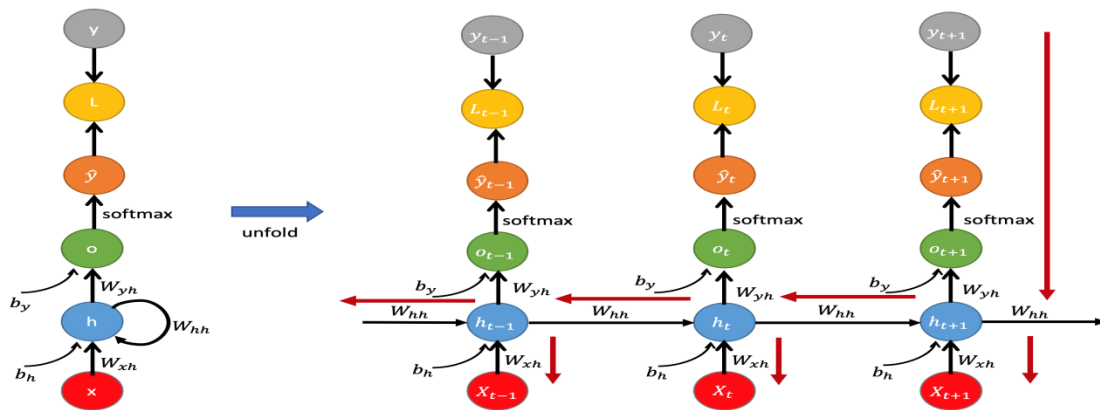 y
L
ŷ
softmax
o
b_y
W_yh
h
W_hh
b_h
W_xh
x
unfold
y_{t−1}
L_{t−1}
ŷ_{t−1}
softmax
o_{t−1}
b_y
W_yh
W_hh
h_{t−1}
W_hh
b_h
W_xh
X_{t−1}
y_t
L_t
ŷ_t
softmax
o_t
b_y
W_yh
h_t
W_hh
b_h
W_xh
X_t
y_{t+1}
L_{t+1}
ŷ_{t+1}
softmax
o_{t+1}
b_y
W_yh
h_{t+1}
W_hh
b_h
W_xh
X_{t+1}